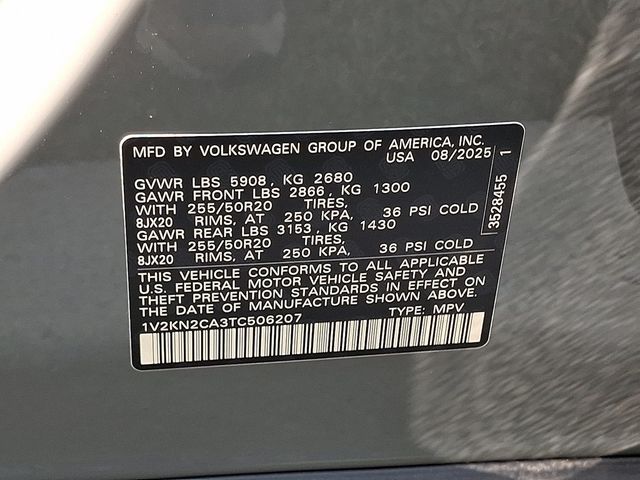 MFD BY VOLKSWAGEN GROUP OF AMERICA, INC.
USA 08/2025
GVWR LBS 5908, KG 2680
GAWR FRONT LBS 2866, KG 1300
WITH 255/50R20 TIRES,
8JX20 RIMS, AT 250 KPA, 36 PSI COLD
GAWR REAR LBS 3153, KG 1430
WITH 255/50R20 TIRES,
8JX20 RIMS, AT 250 KPA, 36 PSI COLD
THIS VEHICLE CONFORMS TO ALL APPLICABLE
U.S. FEDERAL MOTOR VEHICLE SAFETY AND
THEFT PREVENTION STANDARDS IN EFFECT ON
THE DATE OF MANUFACTURE SHOWN ABOVE.
1V2KN2CA3TC506207 TYPE: MPV
3528455 1